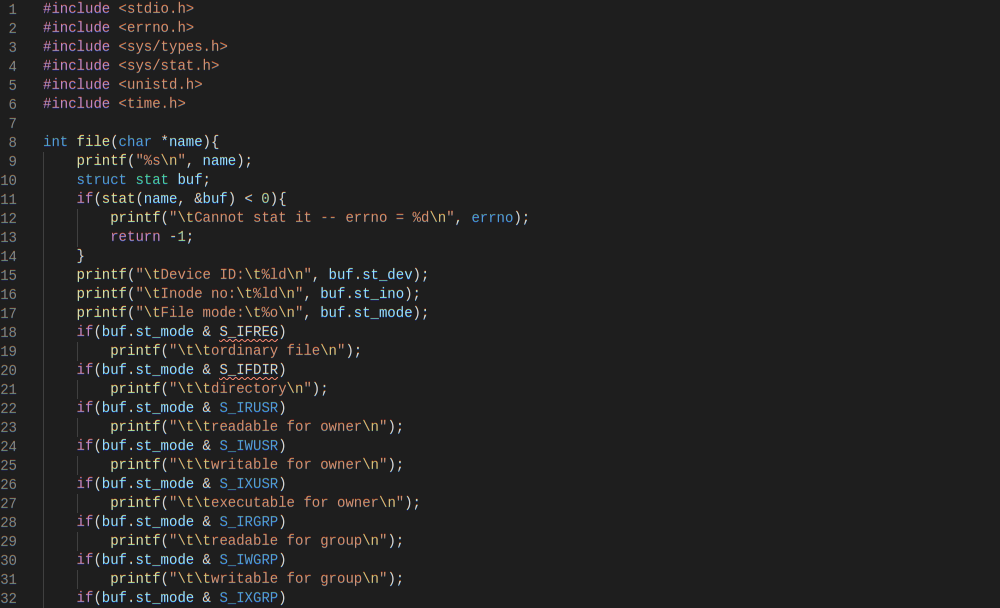 1 #include <stdio.h>
2 #include <errno.h>
3 #include <sys/types.h>
4 #include <sys/stat.h>
5 #include <unistd.h>
6 #include <time.h>
7
8 int file(char *name){
9     printf("%s\n", name);
10     struct stat buf;
11     if(stat(name, &buf) < 0){
12         printf("\tCannot stat it -- errno = %d\n", errno);
13         return -1;
14     }
15     printf("\tDevice ID:\t%ld\n", buf.st_dev);
16     printf("\tInode no:\t%ld\n", buf.st_ino);
17     printf("\tFile mode:\t%o\n", buf.st_mode);
18     if(buf.st_mode & S_IFREG)
19         printf("\t\tordinary file\n");
20     if(buf.st_mode & S_IFDIR)
21         printf("\t\tdirectory\n");
22     if(buf.st_mode & S_IRUSR)
23         printf("\t\treadable for owner\n");
24     if(buf.st_mode & S_IWUSR)
25         printf("\t\twritable for owner\n");
26     if(buf.st_mode & S_IXUSR)
27         printf("\t\texecutable for owner\n");
28     if(buf.st_mode & S_IRGRP)
29         printf("\t\treadable for group\n");
30     if(buf.st_mode & S_IWGRP)
31         printf("\t\twritable for group\n");
32     if(buf.st_mode & S_IXGRP)